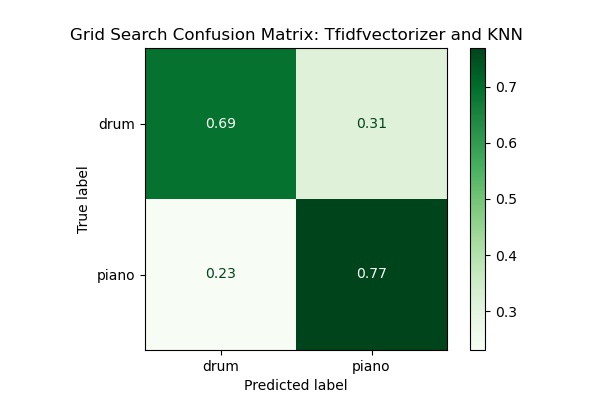 Grid Search Confusion Matrix: Tfidfvectorizer and KNN
True label
drum
0.69
0.31
piano
0.23
0.77
drum
piano
Predicted label
0.7
0.6
0.5
0.4
0.3